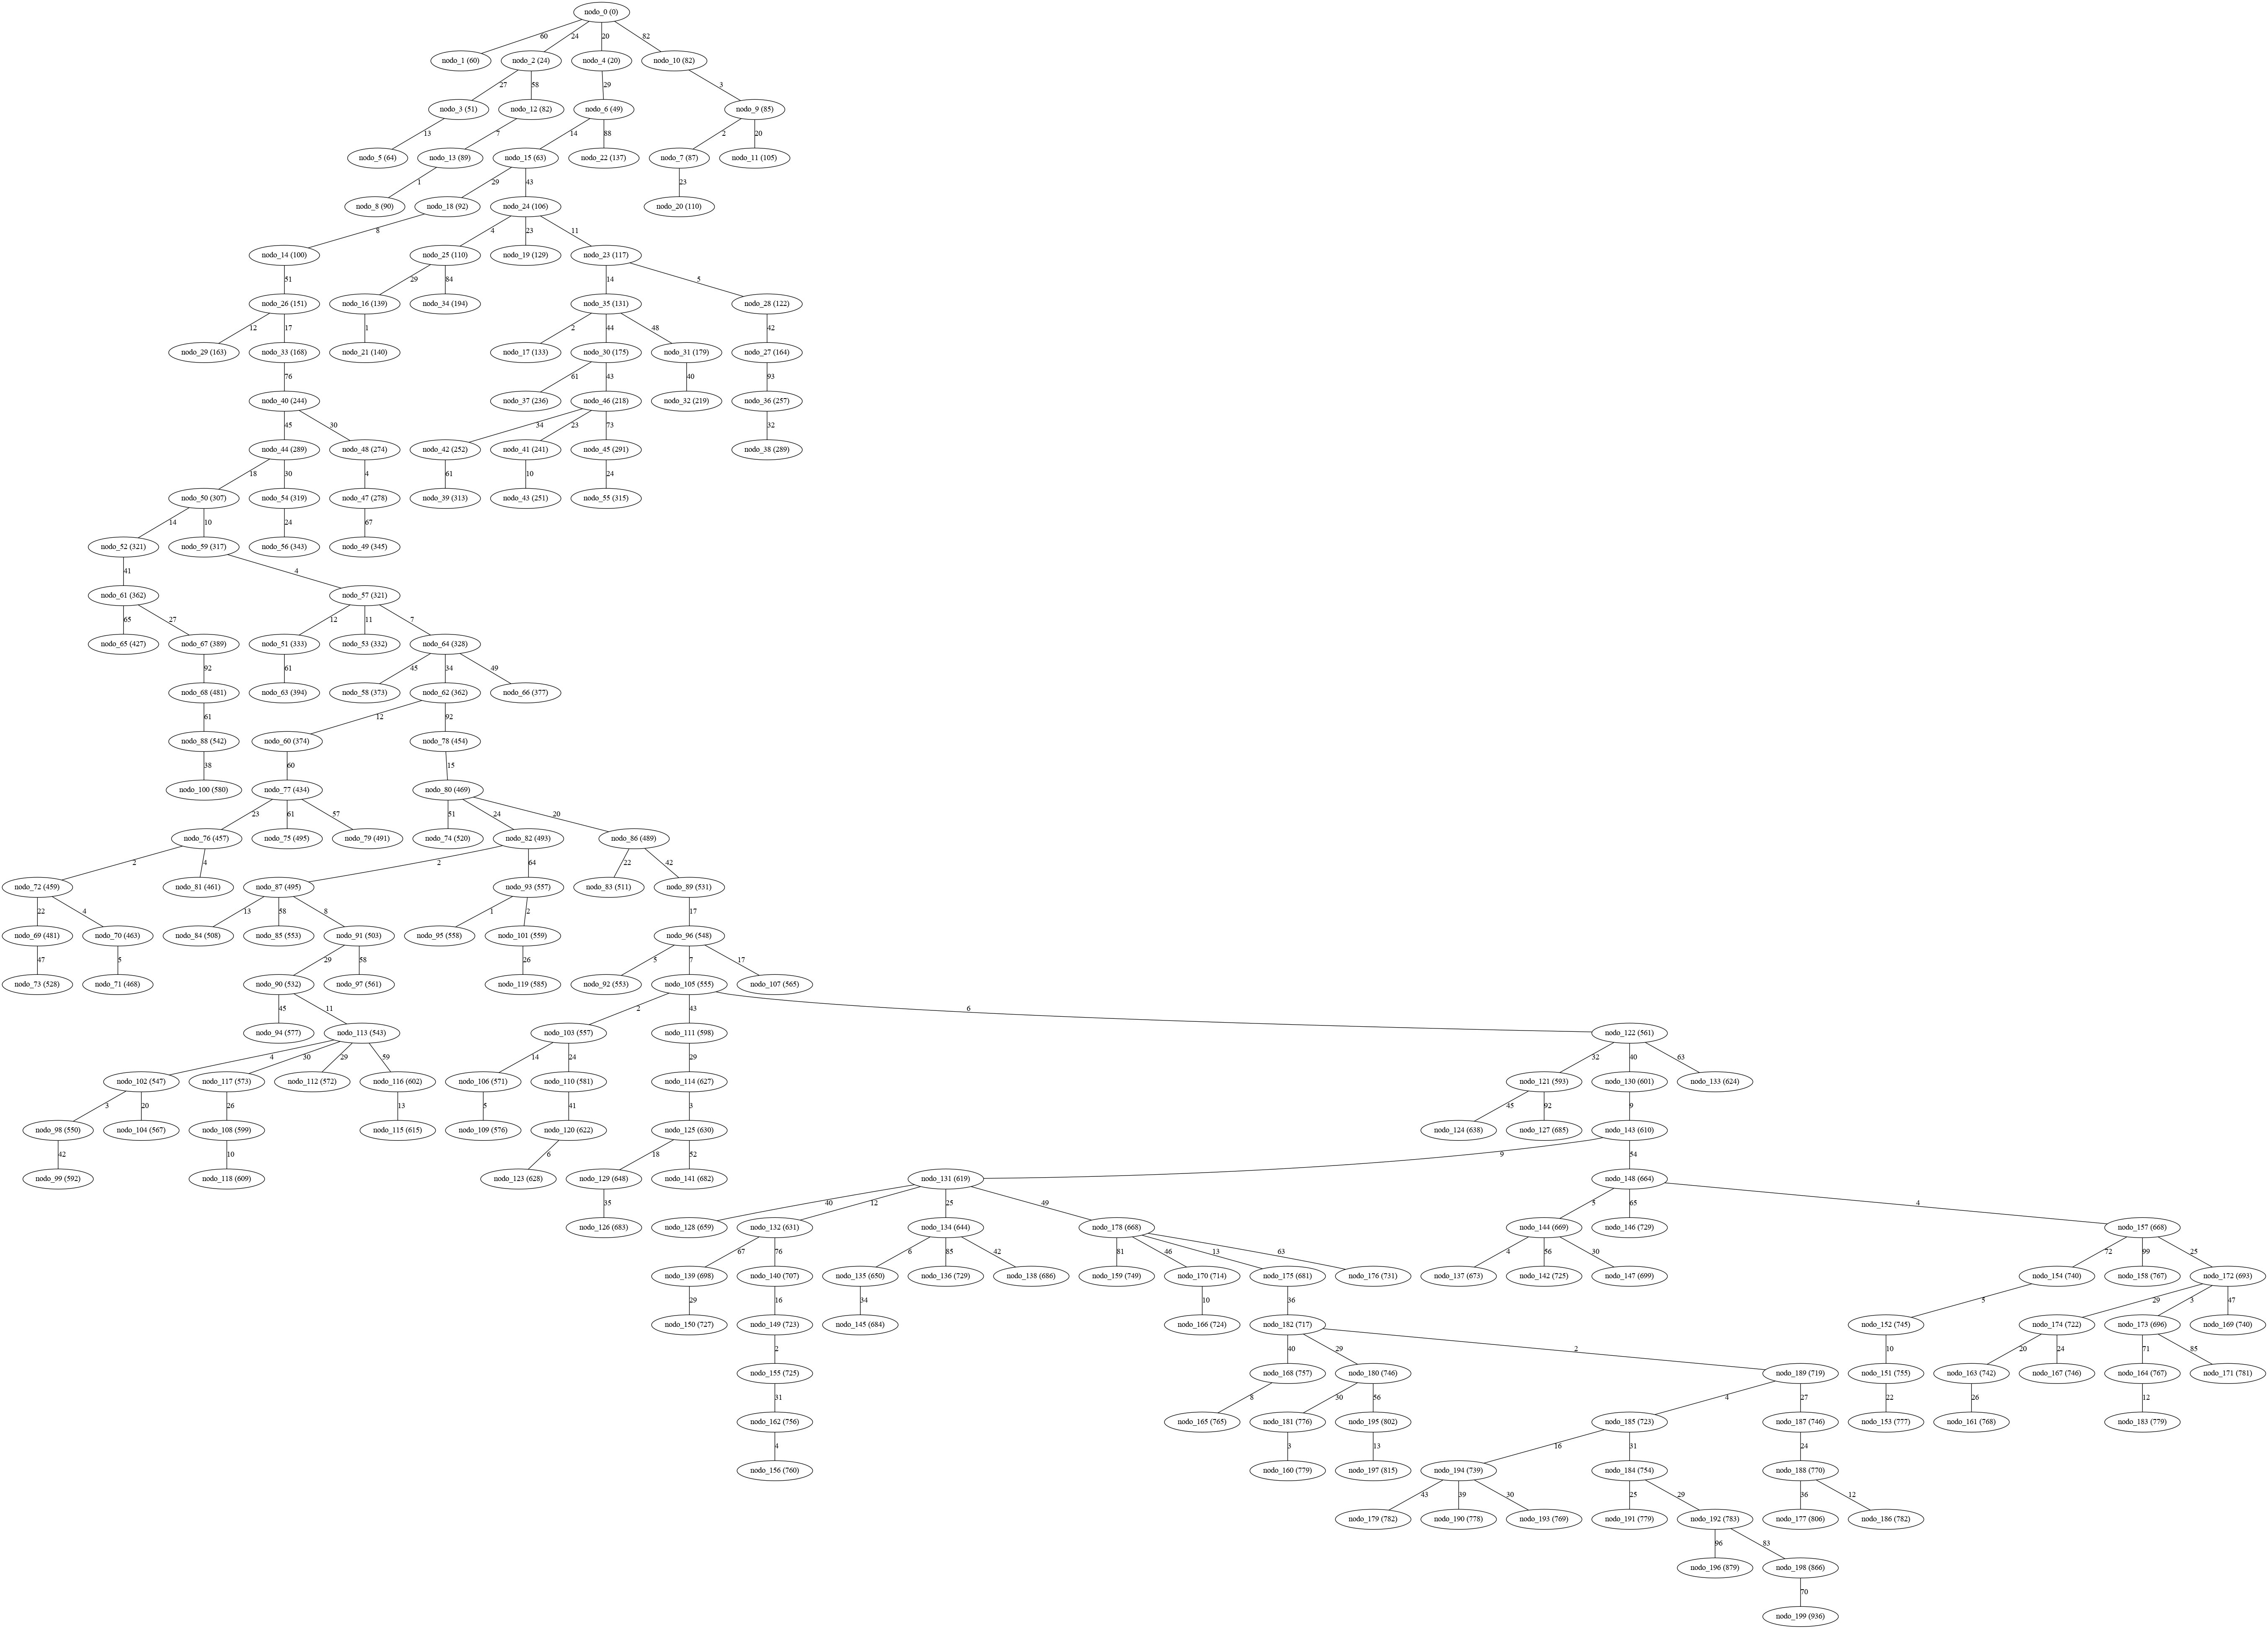 nodo_0 (0)
60 24 20 82
nodo_1 (60) nodo_2 (24) nodo_4 (20) nodo_10 (82)
27 58 29 3
nodo_3 (51) nodo_12 (82) nodo_6 (49) nodo_9 (85)
13 7 14 88 2 20
nodo_5 (64) nodo_13 (89) nodo_15 (63) nodo_22 (137) nodo_7 (87) nodo_11 (105)
1 29 43 23
nodo_8 (90) nodo_18 (92) nodo_24 (106) nodo_20 (110)
8 4 23 11
nodo_14 (100) nodo_25 (110) nodo_19 (129) nodo_23 (117)
51 29 84 14 5
nodo_26 (151) nodo_16 (139) nodo_34 (194) nodo_35 (131) nodo_28 (122)
12 17 1 2 44 48 42
nodo_29 (163) nodo_33 (168) nodo_21 (140) nodo_17 (133) nodo_30 (175) nodo_31 (179) nodo_27 (164)
76 61 43 40 93
nodo_40 (244) nodo_37 (236) nodo_46 (218) nodo_32 (219) nodo_36 (257)
45 30 34 23 73 32
nodo_44 (289) nodo_48 (274) nodo_42 (252) nodo_41 (241) nodo_45 (291) nodo_38 (289)
18 30 4 61 10 24
nodo_50 (307) nodo_54 (319) nodo_47 (278) nodo_39 (313) nodo_43 (251) nodo_55 (315)
14 10 24 67
nodo_52 (321) nodo_59 (317) nodo_56 (343) nodo_49 (345)
41 4
nodo_61 (362) nodo_57 (321)
65 27 12 11 7
nodo_65 (427) nodo_67 (389) nodo_51 (333) nodo_53 (332) nodo_64 (328)
92 61 45 34 49
nodo_68 (481) nodo_63 (394) nodo_58 (373) nodo_62 (362) nodo_66 (377)
61 12 92
nodo_88 (542) nodo_60 (374) nodo_78 (454)
38 60 15
nodo_100 (580) nodo_77 (434) nodo_80 (469)
23 61 57 51 24 20
nodo_76 (457) nodo_75 (495) nodo_79 (491) nodo_74 (520) nodo_82 (493) nodo_86 (489)
2 4 2 64 22 42
nodo_72 (459) nodo_81 (461) nodo_87 (495) nodo_93 (557) nodo_83 (511) nodo_89 (531)
22 4 13 58 8 1 2 17
nodo_69 (481) nodo_70 (463) nodo_84 (508) nodo_85 (553) nodo_91 (503) nodo_95 (558) nodo_101 (559) nodo_96 (548)
47 5 29 58 26 5 7 17
nodo_73 (528) nodo_71 (468) nodo_90 (532) nodo_97 (561) nodo_119 (585) nodo_92 (553) nodo_105 (555) nodo_107 (565)
45 11 2 43 6
nodo_94 (577) nodo_113 (543) nodo_103 (557) nodo_111 (598) nodo_122 (561)
4 30 29 59 14 24 29 32 40 63
nodo_102 (547) nodo_117 (573) nodo_112 (572) nodo_116 (602) nodo_106 (571) nodo_110 (581) nodo_114 (627) nodo_121 (593) nodo_130 (601) nodo_133 (624)
3 20 26 13 5 41 3 45 92 9
nodo_98 (550) nodo_104 (567) nodo_108 (599) nodo_115 (615) nodo_109 (576) nodo_120 (622) nodo_125 (630) nodo_124 (638) nodo_127 (685) nodo_143 (610)
42 10 6 18 52 9 54
nodo_99 (592) nodo_118 (609) nodo_123 (628) nodo_129 (648) nodo_141 (682) nodo_131 (619) nodo_148 (664)
35 40 12 25 49 5 65 4
nodo_126 (683) nodo_128 (659) nodo_132 (631) nodo_134 (644) nodo_178 (668) nodo_144 (669) nodo_146 (729) nodo_157 (668)
67 76 6 85 42 81 46 13 63 4 56 30 72 99 25
nodo_139 (698) nodo_140 (707) nodo_135 (650) nodo_136 (729) nodo_138 (686) nodo_159 (749) nodo_170 (714) nodo_175 (681) nodo_176 (731) nodo_137 (673) nodo_142 (725) nodo_147 (699) nodo_154 (740) nodo_158 (767) nodo_172 (693)
29 16 34 10 36 5 29 3 47
nodo_150 (727) nodo_149 (723) nodo_145 (684) nodo_166 (724) nodo_182 (717) nodo_152 (745) nodo_174 (722) nodo_173 (696) nodo_169 (740)
2 40 29 2 10 20 24 71 85
nodo_155 (725) nodo_168 (757) nodo_180 (746) nodo_189 (719) nodo_151 (755) nodo_163 (742) nodo_167 (746) nodo_164 (767) nodo_171 (781)
31 8 30 56 4 27 22 26 12
nodo_162 (756) nodo_165 (765) nodo_181 (776) nodo_195 (802) nodo_185 (723) nodo_187 (746) nodo_153 (777) nodo_161 (768) nodo_183 (779)
4 3 13 16 31 24
nodo_156 (760) nodo_160 (779) nodo_197 (815) nodo_194 (739) nodo_184 (754) nodo_188 (770)
43 39 30 25 29 36 12
nodo_179 (782) nodo_190 (778) nodo_193 (769) nodo_191 (779) nodo_192 (783) nodo_177 (806) nodo_186 (782)
96 83
nodo_196 (879) nodo_198 (866)
70
nodo_199 (936)